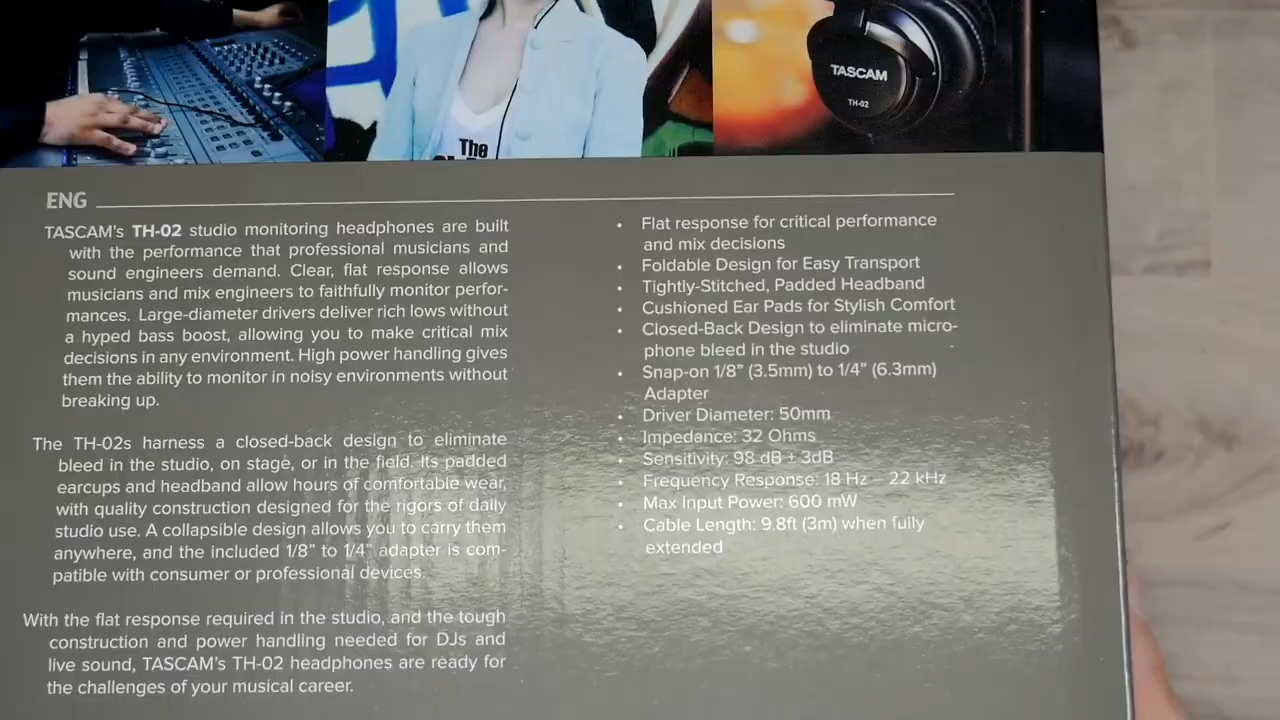 TASCAM
TH-02
The
ENG
TASCAM's TH-02 studio monitoring headphones are built
with the performance that professional musicians and
sound engineers demand. Clear, flat response allows
musicians and mix engineers to faithfully monitor perfor-
mances. Large-diameter drivers deliver rich lows without
a hyped bass boost, allowing you to make critical mix
decisions in any environment. High power handling gives
them the ability to monitor in noisy environments without
breaking up.
The TH-02s harness a closed-back design to eliminate
bleed in the studio, on stage, or in the field. Its padded
earcups and headband allow hours of comfortable wear,
with quality construction designed for the rigors of daily
studio use. A collapsible design allows you to carry them
anywhere, and the included 1/8" to 1/4" adapter is com-
patible with consumer or professional devices.
With the flat response required in the studio, and the tough
construction and power handling needed for DJs and
live sound, TASCAM's TH-02 headphones are ready for
the challenges of your musical career.
• Flat response for critical performance
and mix decisions
• Foldable Design for Easy Transport
• Tightly-Stitched, Padded Headband
• Cushioned Ear Pads for Stylish Comfort
• Closed-Back Design to eliminate micro-
phone bleed in the studio
• Snap-on 1/8" (3.5mm) to 1/4" (6.3mm)
Adapter
• Driver Diameter: 50mm
• Impedance: 32 Ohms
• Sensitivity: 98 dB ± 3dB
• Frequency Response: 18 Hz – 22 kHz
• Max Input Power: 600 mW
• Cable Length: 9.8ft (3m) when fully
extended